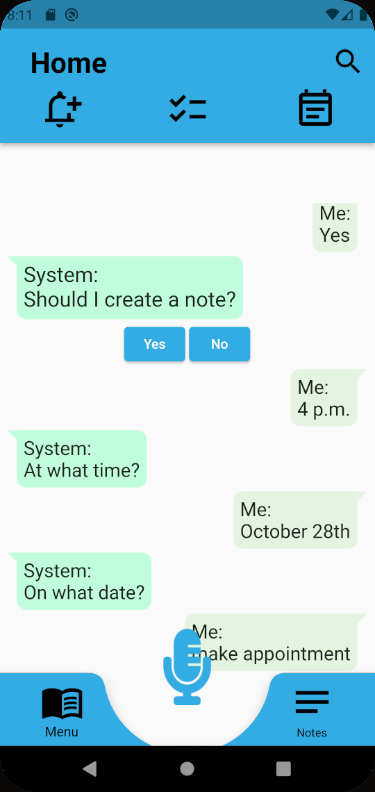 8:11
Home
Me:
Yes
System:
Should I create a note?
Yes
No
Me:
4 p.m.
System:
At what time?
Me:
October 28th
System:
On what date?
Me:
make appointment
Menu
Notes